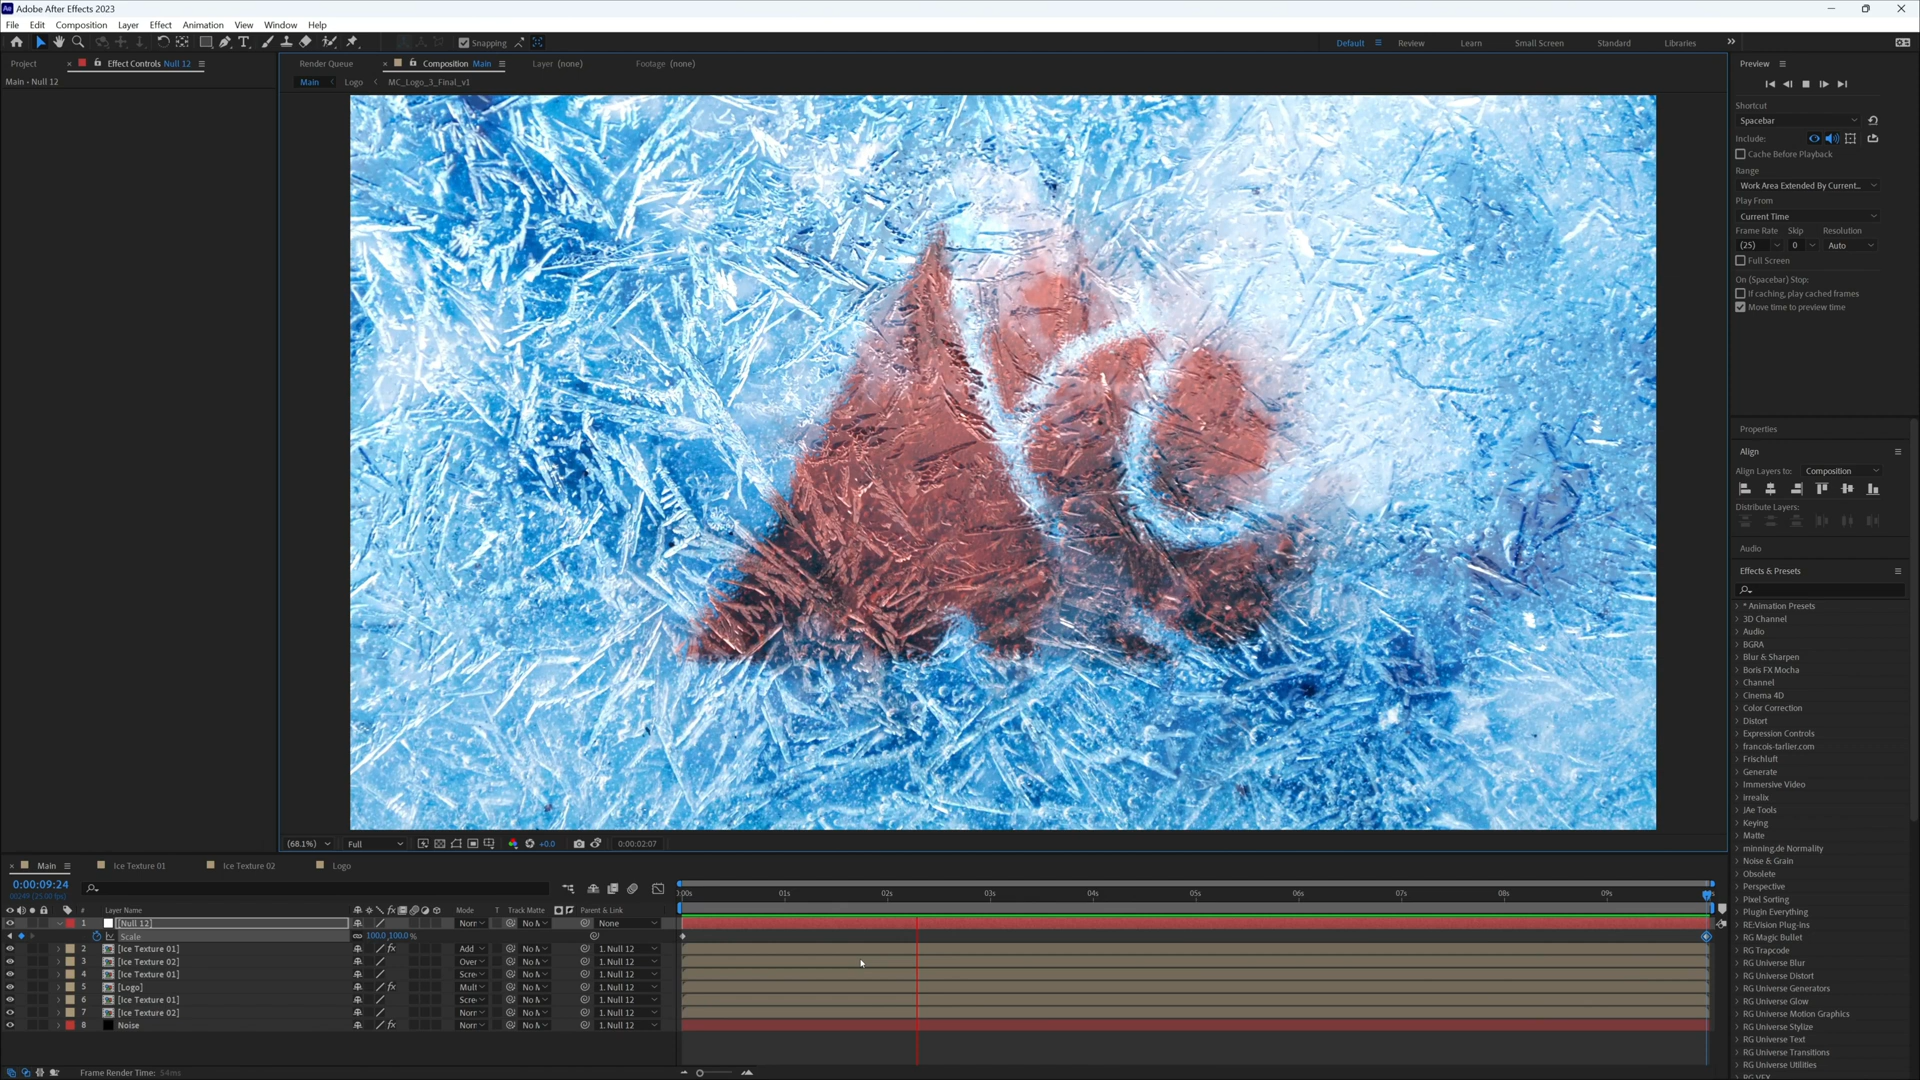 Adobe After Effects 2023
File Edit Composition Layer Effect Animation View Window Help
Snapping
Default Review Learn Small Screen Standard Libraries
Project Effect Controls Null 12
Main · Null 12
Render Queue Composition Main Layer (none) Footage (none)
Main Logo MC_Logo_3_Final_v1
Preview
Shortcut
Spacebar
Include:
Cache Before Playback
Range
Work Area Extended By Current...
Play From
Current Time
Frame Rate Skip Resolution
(25) 0 Auto
Full Screen
On (Spacebar) Stop:
If caching, play cached frames
Move time to preview time
Properties
Align
Align Layers to: Composition
Distribute Layers:
Audio
Effects & Presets
* Animation Presets
3D Channel
Audio
BGRA
Blur & Sharpen
Boris FX Mocha
Channel
Cinema 4D
Color Correction
Distort
Expression Controls
francois-tarlier.com
Frischluft
Generate
Immersive Video
irrealix
JAe Tools
Keying
Matte
minning.de Normality
Noise & Grain
Obsolete
Perspective
Pixel Sorting
Plugin Everything
RE:Vision Plug-ins
RG Magic Bullet
RG Trapcode
RG Universe Blur
RG Universe Distort
RG Universe Generators
RG Universe Glow
RG Universe Motion Graphics
RG Universe Stylize
RG Universe Text
RG Universe Transitions
RG Universe Utilities
RG VFX
(68.1%) Full +0.0 0:00:02:07
Main Ice Texture 01 Ice Texture 02 Logo
0:00:09:24
00249 (25.00 fps)
:00s 01s 02s 03s 04s 05s 06s 07s 08s 09s
# Layer Name Mode T Track Matte Parent & Link
1 [Null 12] Norr No M None
Scale 100.0,100.0 %
2 [Ice Texture 01] Add No M 1. Null 12
3 [Ice Texture 02] Over No M 1. Null 12
4 [Ice Texture 01] Scre No M 1. Null 12
5 [Logo] Mult No M 1. Null 12
6 [Ice Texture 01] Scre No M 1. Null 12
7 [Ice Texture 02] Norr No M 1. Null 12
8 Noise Norr No M 1. Null 12
Frame Render Time: 54ms